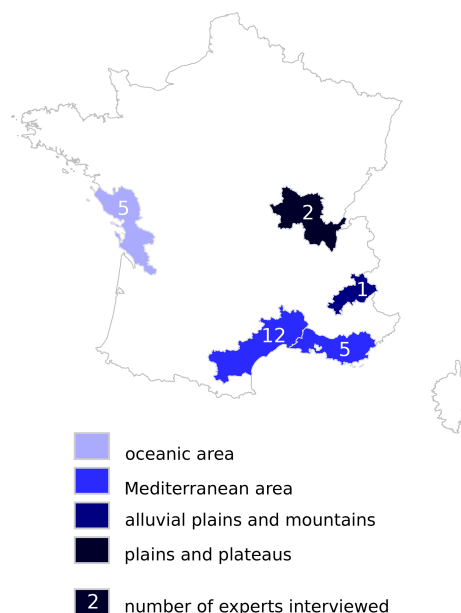 5
2
1
12
5
oceanic area
Mediterranean area
alluvial plains and mountains
plains and plateaus
2 number of experts interviewed